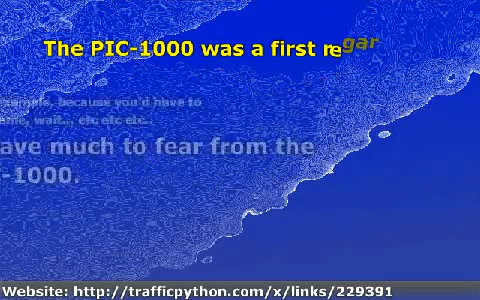 The PIC-1000 was a first regar
example, because you'd have to
ame, wait... etc etc etc.
ave much to fear from the
-1000.
Website: http://trafficpython.com/x/links/229391